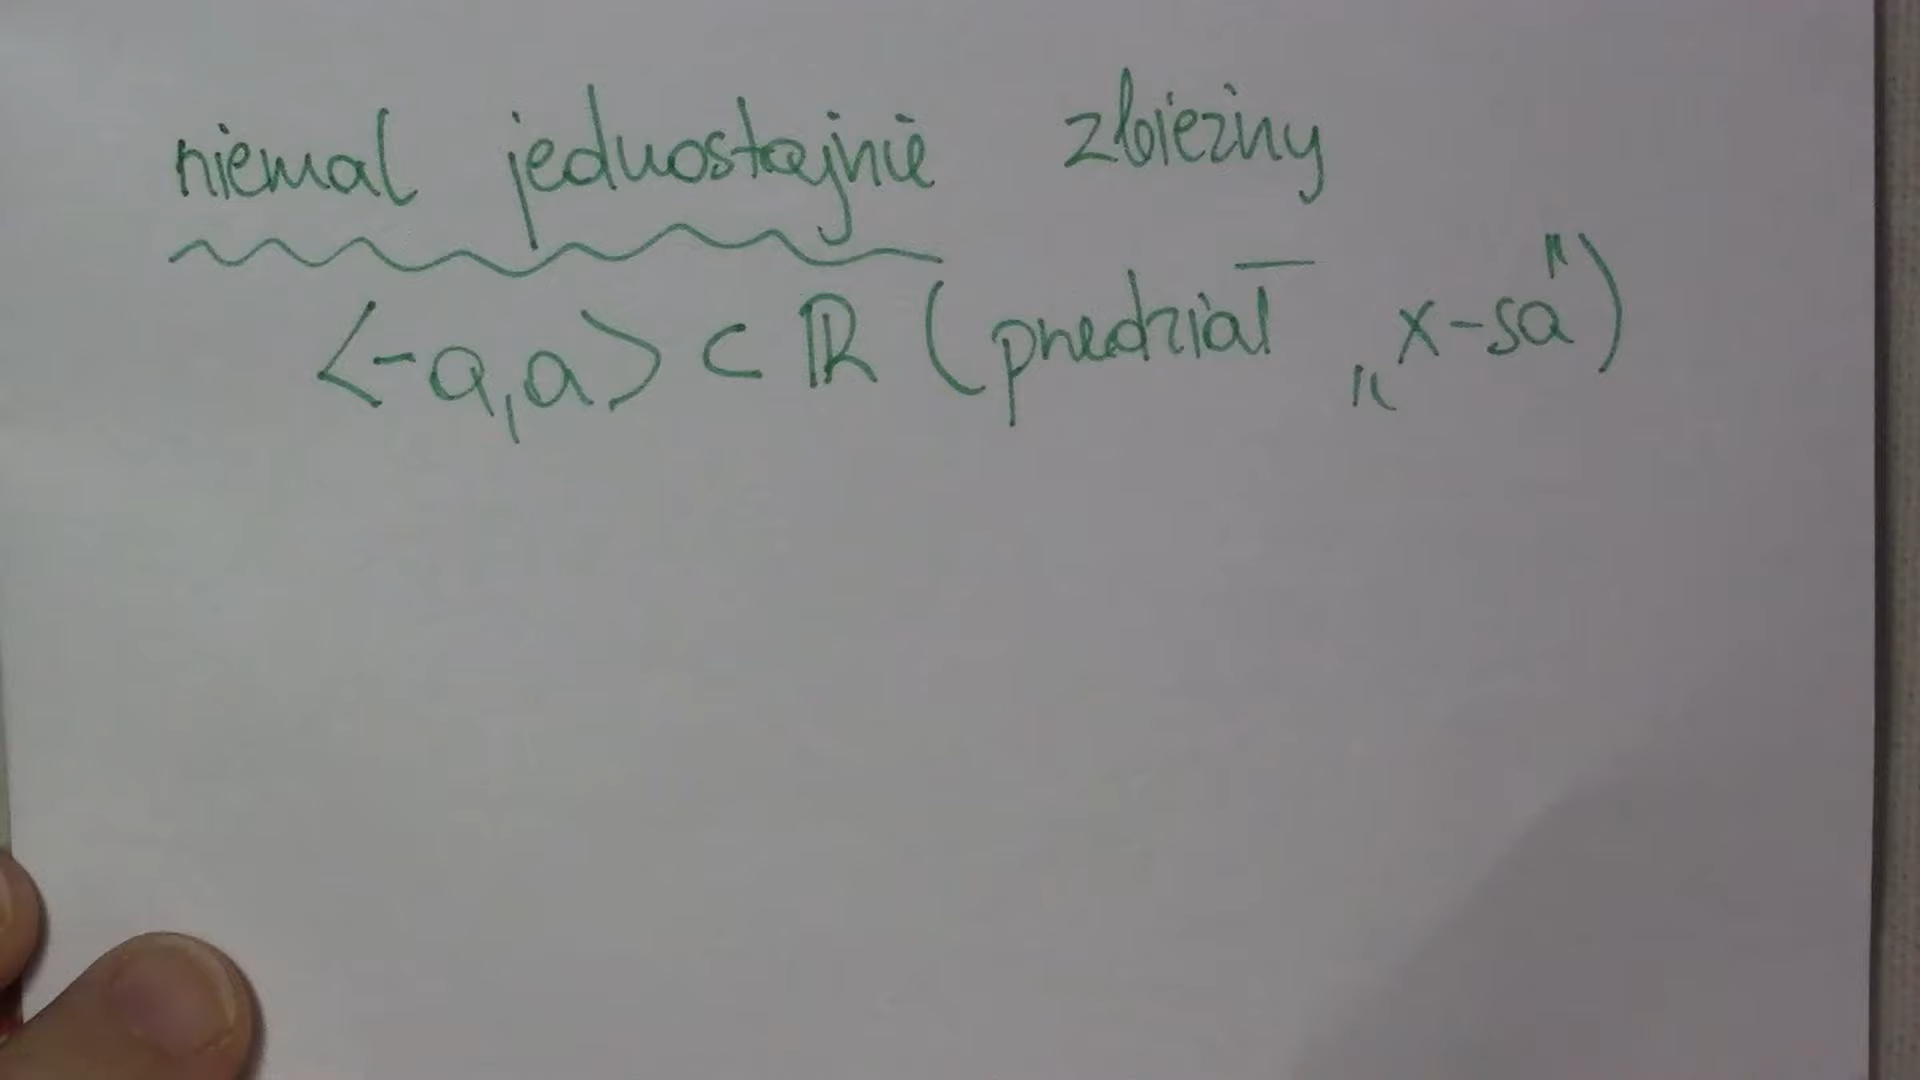 niemal jednostajnie zbieżny
<-a,a> ⊂ ℝ (przedział „x-sa")